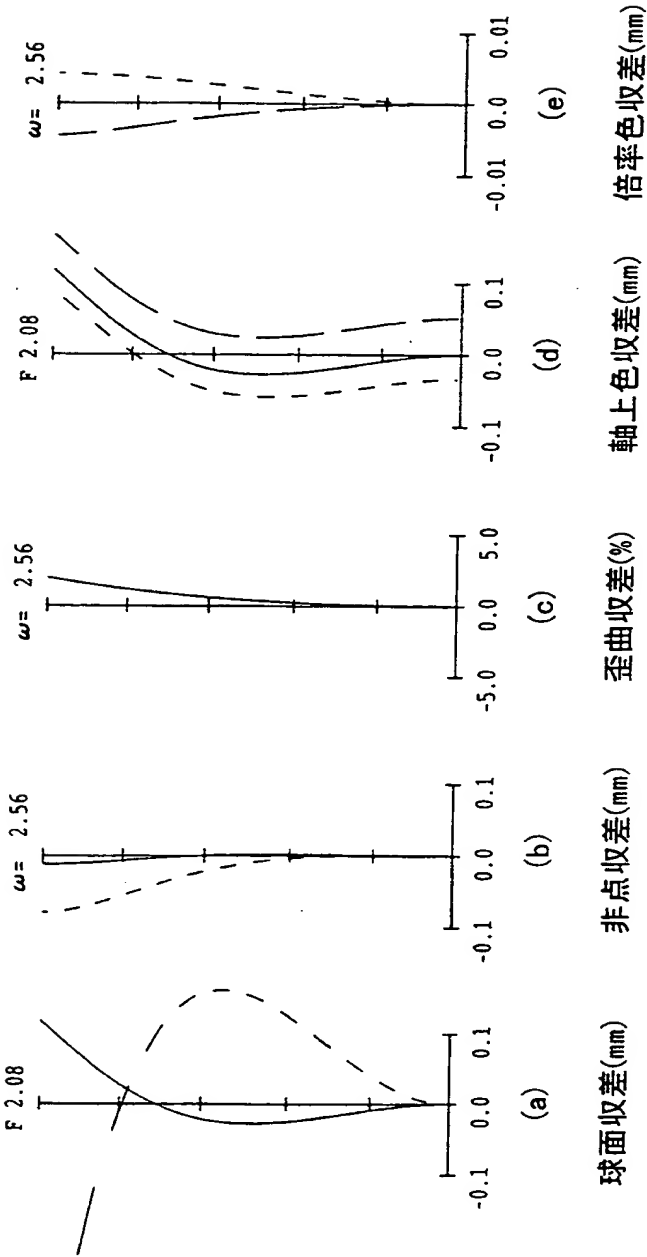 F 2.08
-0.1 0.0 0.1
(a)
球面収差(mm)
ω= 2.56
-0.1 0.0 0.1
(b)
非点収差(mm)
ω= 2.56
-5.0 0.0 5.0
(c)
歪曲収差(%)
F 2.08
-0.1 0.0 0.1
(d)
軸上色収差(mm)
ω= 2.56
-0.01 0.0 0.01
(e)
倍率色収差(mm)